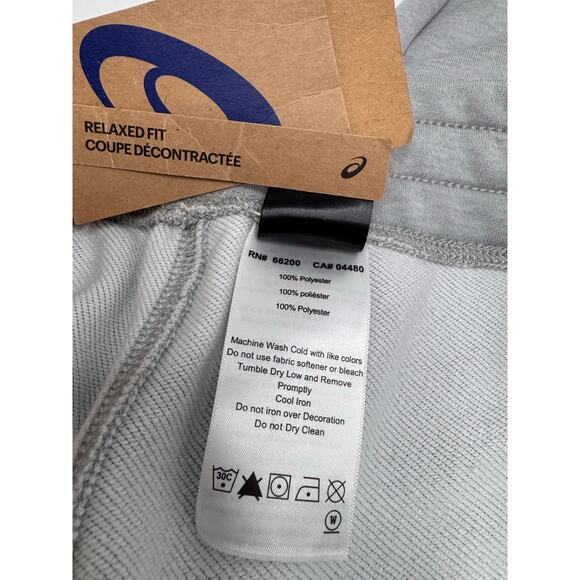 RELAXED FIT
COUPE DÉCONTRACTÉE
RN# 66200 CA# 04480
100% Polyester
100% poliéster
100% Polyester
Machine Wash Cold with like colors
Do not use fabric softener or bleach
Tumble Dry Low and Remove
Promptly
Cool Iron
Do not iron over Decoration
Do not Dry Clean
30C
W